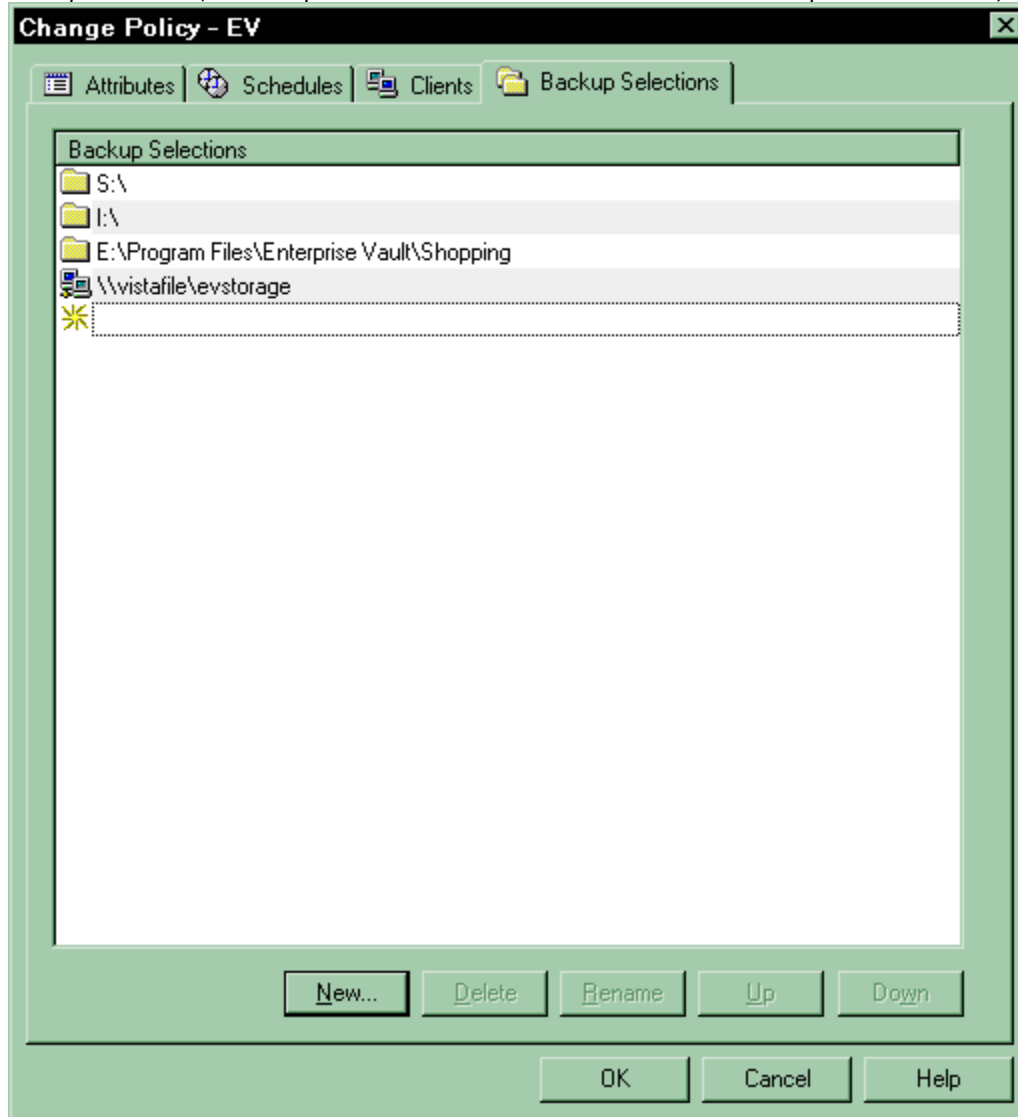 Change Policy - EV
Attributes Schedules Clients Backup Selections
Backup Selections
S:\
I:\
E:\Program Files\Enterprise Vault\Shopping
\\vistafile\evstorage
New... Delete Rename Up Down
OK Cancel Help